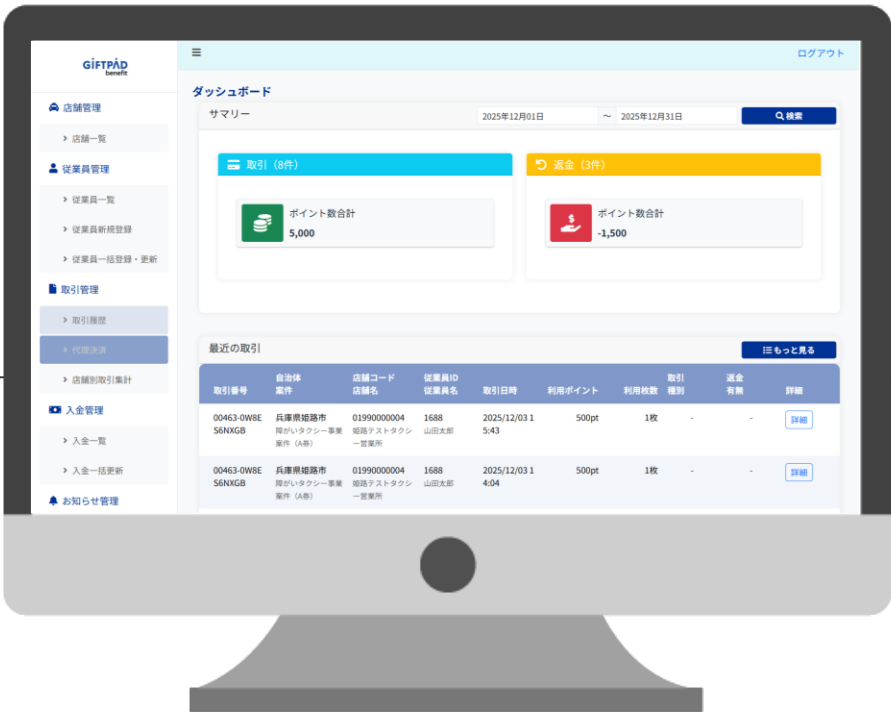 GiFTPAD
benefit
☰
ログアウト
店舗管理
店舗一覧
従業員管理
従業員一覧
従業員新規登録
従業員一括登録・更新
取引管理
取引履歴
代理決済
店舗別取引集計
入金管理
入金一覧
入金一括更新
お知らせ管理
ダッシュボード
サマリー
2025年12月01日 ～ 2025年12月31日 検索
取引（8件）
ポイント数合計
5,000
返金（3件）
ポイント数合計
-1,500
最近の取引 もっと見る
自治体 店舗コード 従業員ID 取引 返金
取引番号 案件 店舗名 従業員名 取引日時 利用ポイント 利用枚数 種別 有無 詳細
00463-0W8E 兵庫県姫路市 01990000004 1688 2025/12/03 1 500pt 1枚 - - 詳細
S6NXGB 障がいタクシー事業 姫路テストタクシ 山田太郎 5:43
案件（A券） ー営業所
00463-0W8E 兵庫県姫路市 01990000004 1688 2025/12/03 1 500pt 1枚 - - 詳細
S6NXGB 障がいタクシー事業 姫路テストタクシ 山田太郎 4:04
案件（A券） ー営業所